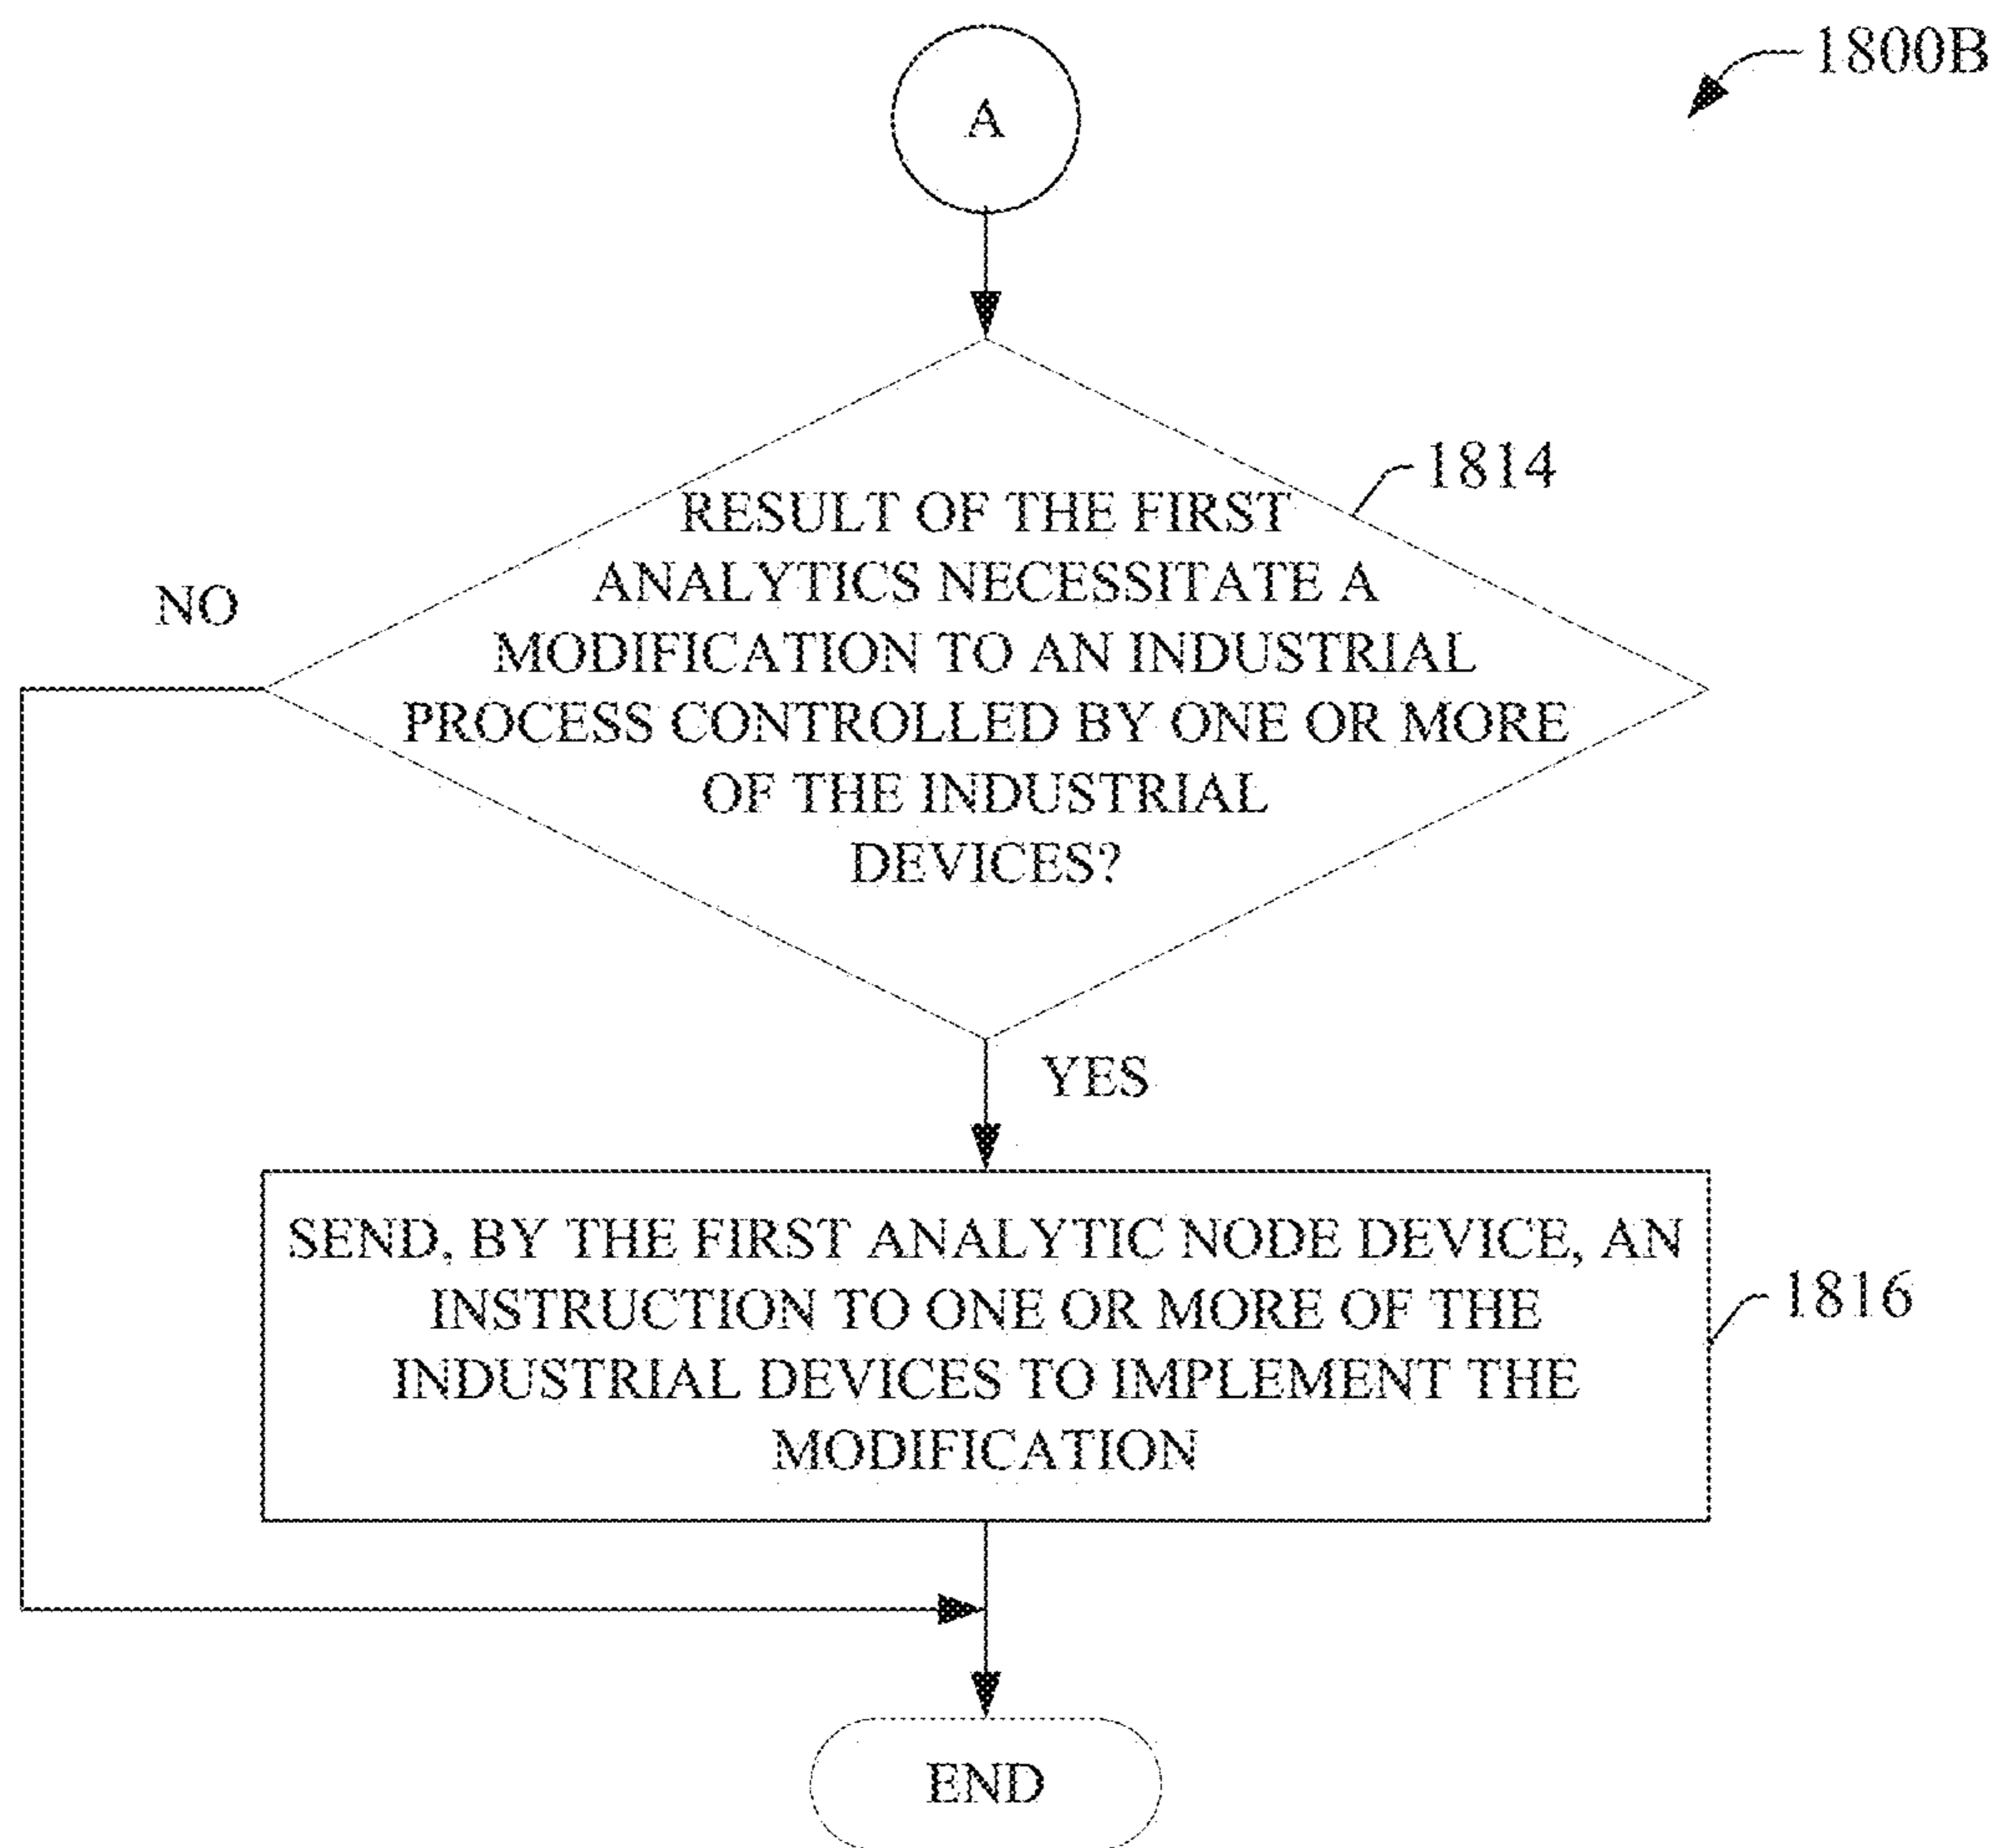 1800B
A
1814
RESULT OF THE FIRST
ANALYTICS NECESSITATE A
MODIFICATION TO AN INDUSTRIAL
PROCESS CONTROLLED BY ONE OR MORE
OF THE INDUSTRIAL
DEVICES?
NO
YES
SEND, BY THE FIRST ANALYTIC NODE DEVICE, AN
INSTRUCTION TO ONE OR MORE OF THE
INDUSTRIAL DEVICES TO IMPLEMENT THE
MODIFICATION
1816
END